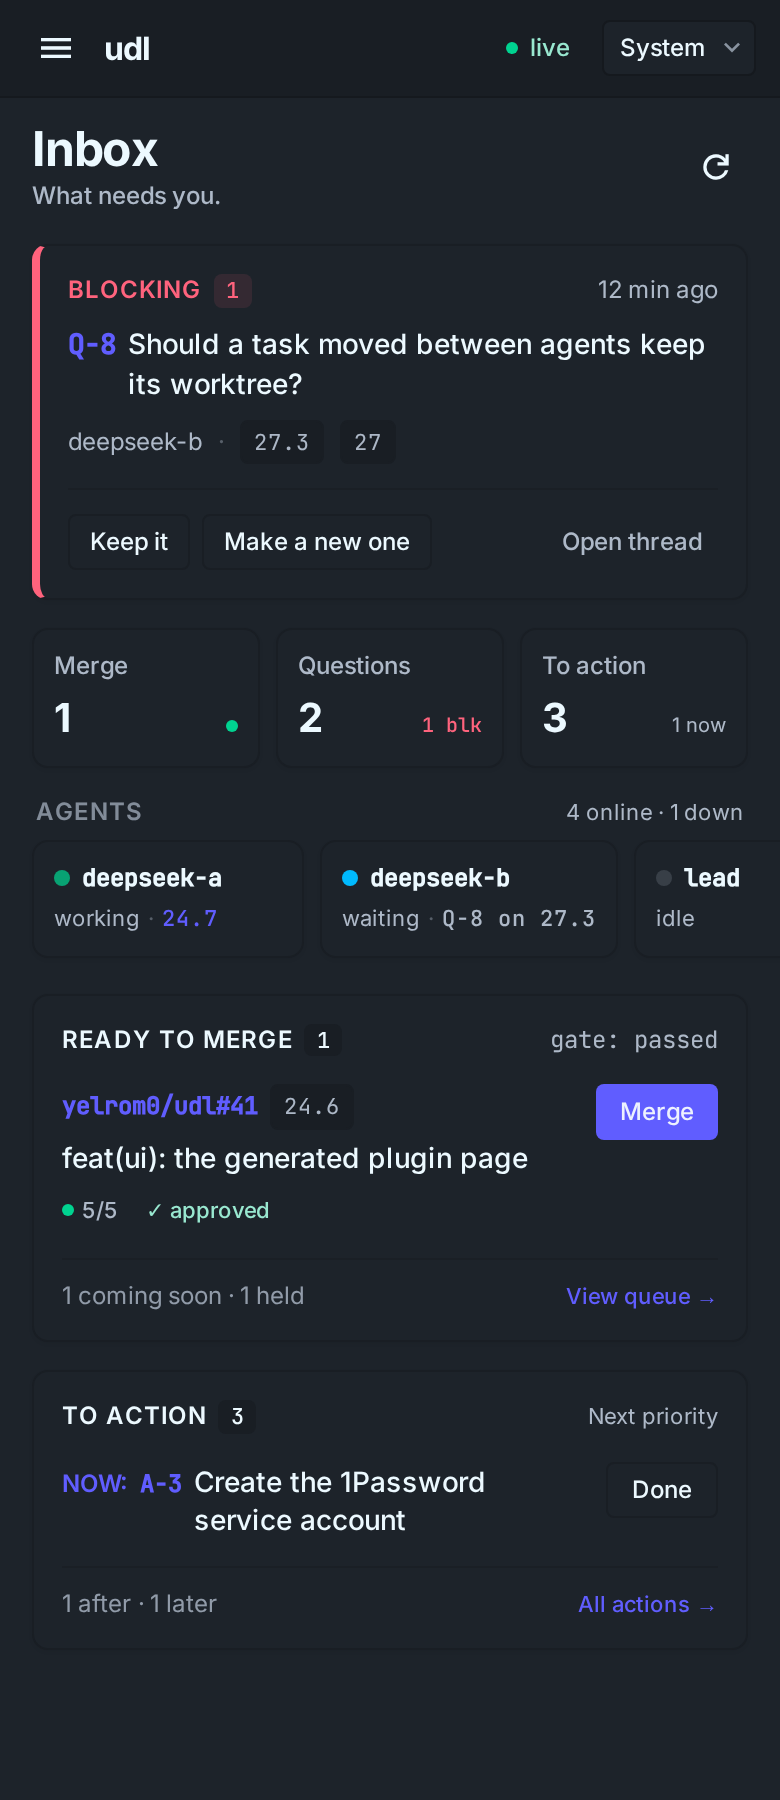 udl
live
System
Inbox
What needs you.
BLOCKING 1
12 min ago
Q-8 Should a task moved between agents keep
its worktree?
deepseek-b · 27.3 27
Keep it
Make a new one
Open thread
Merge
1
Questions
2
1 blk
To action
3
1 now
AGENTS
4 online · 1 down
deepseek-a
working · 24.7
deepseek-b
waiting · Q-8 on 27.3
lead
idle
READY TO MERGE 1
gate: passed
yelrom0/udl#41 24.6
Merge
feat(ui): the generated plugin page
5/5 ✓ approved
1 coming soon · 1 held
View queue →
TO ACTION 3
Next priority
NOW: A-3 Create the 1Password
service account
Done
1 after · 1 later
All actions →